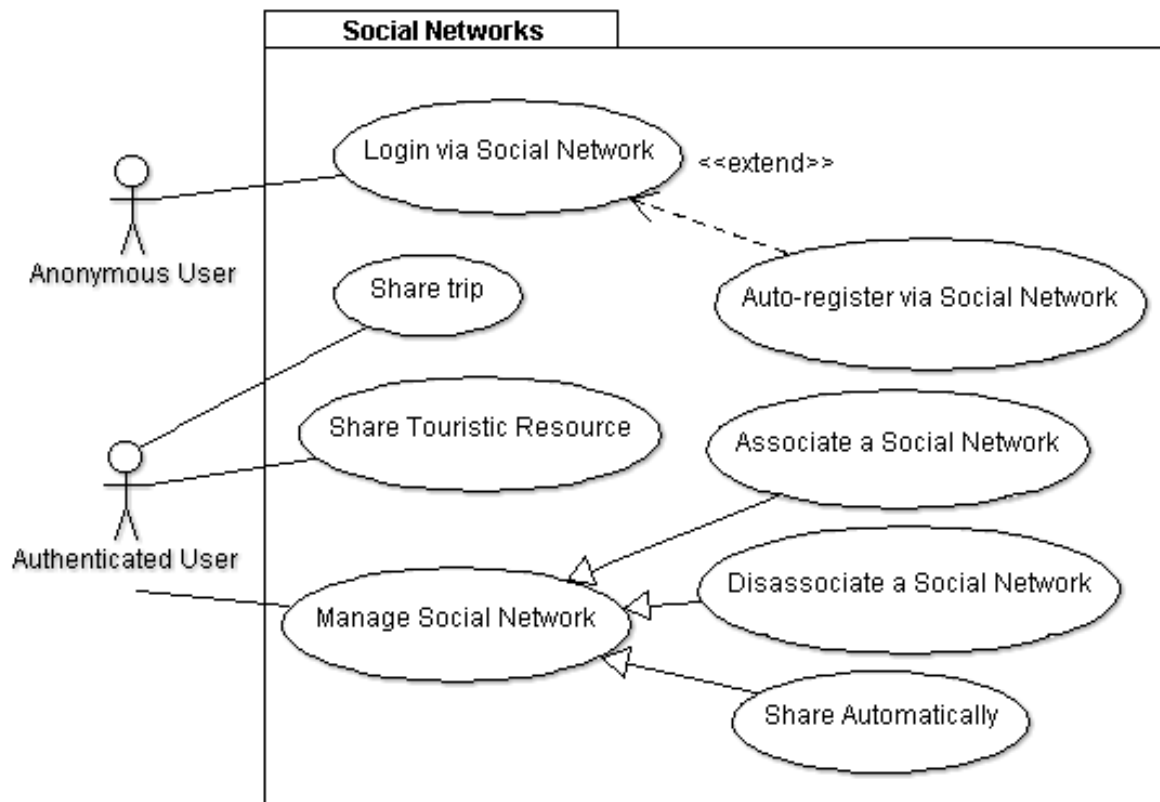 Social Networks
Login via Social Network
<<extend>>
Anonymous User
Share trip
Auto-register via Social Network
Share Touristic Resource
Associate a Social Network
Authenticated User
Disassociate a Social Network
Manage Social Network
Share Automatically